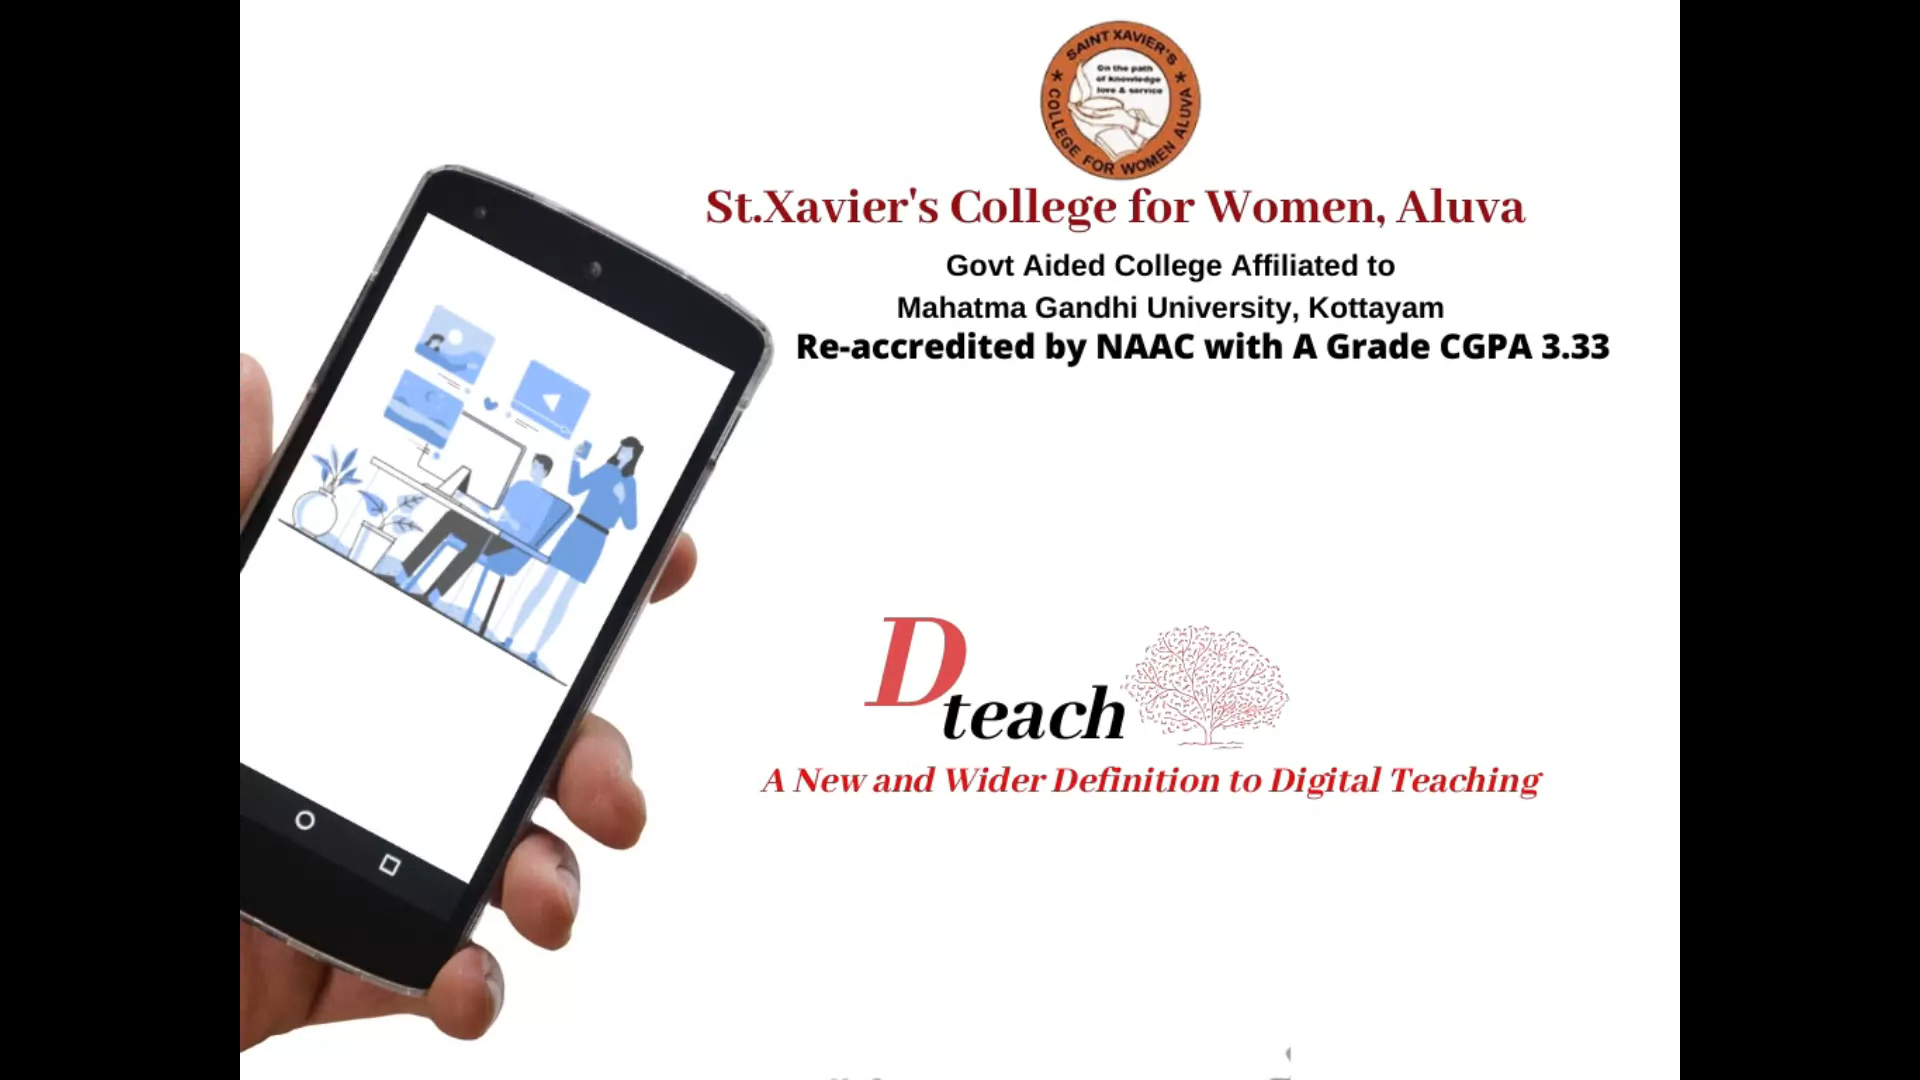 SAINT XAVIER'S
COLLEGE FOR WOMEN ALUVA
On the path
of knowledge
love & service
St.Xavier's College for Women, Aluva
Govt Aided College Affiliated to
Mahatma Gandhi University, Kottayam
Re-accredited by NAAC with A Grade CGPA 3.33
Dteach
A New and Wider Definition to Digital Teaching